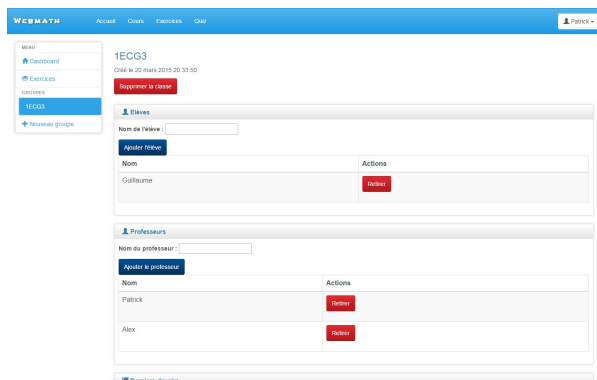 WEBMATH
Accueil Cours Exercices Quiz
Patrick
MENU
Dashboard
Exercices
GROUPES
1ECG3
Nouveau groupe
1ECG3
Créé le 20 mars 2015 20:33:50
Supprimer la classe
Elèves
Nom de l'élève :
Ajouter l'élève
Nom Actions
Guillaume Retirer
Professeurs
Nom du professeur :
Ajouter le professeur
Nom Actions
Patrick Retirer
Alex Retirer